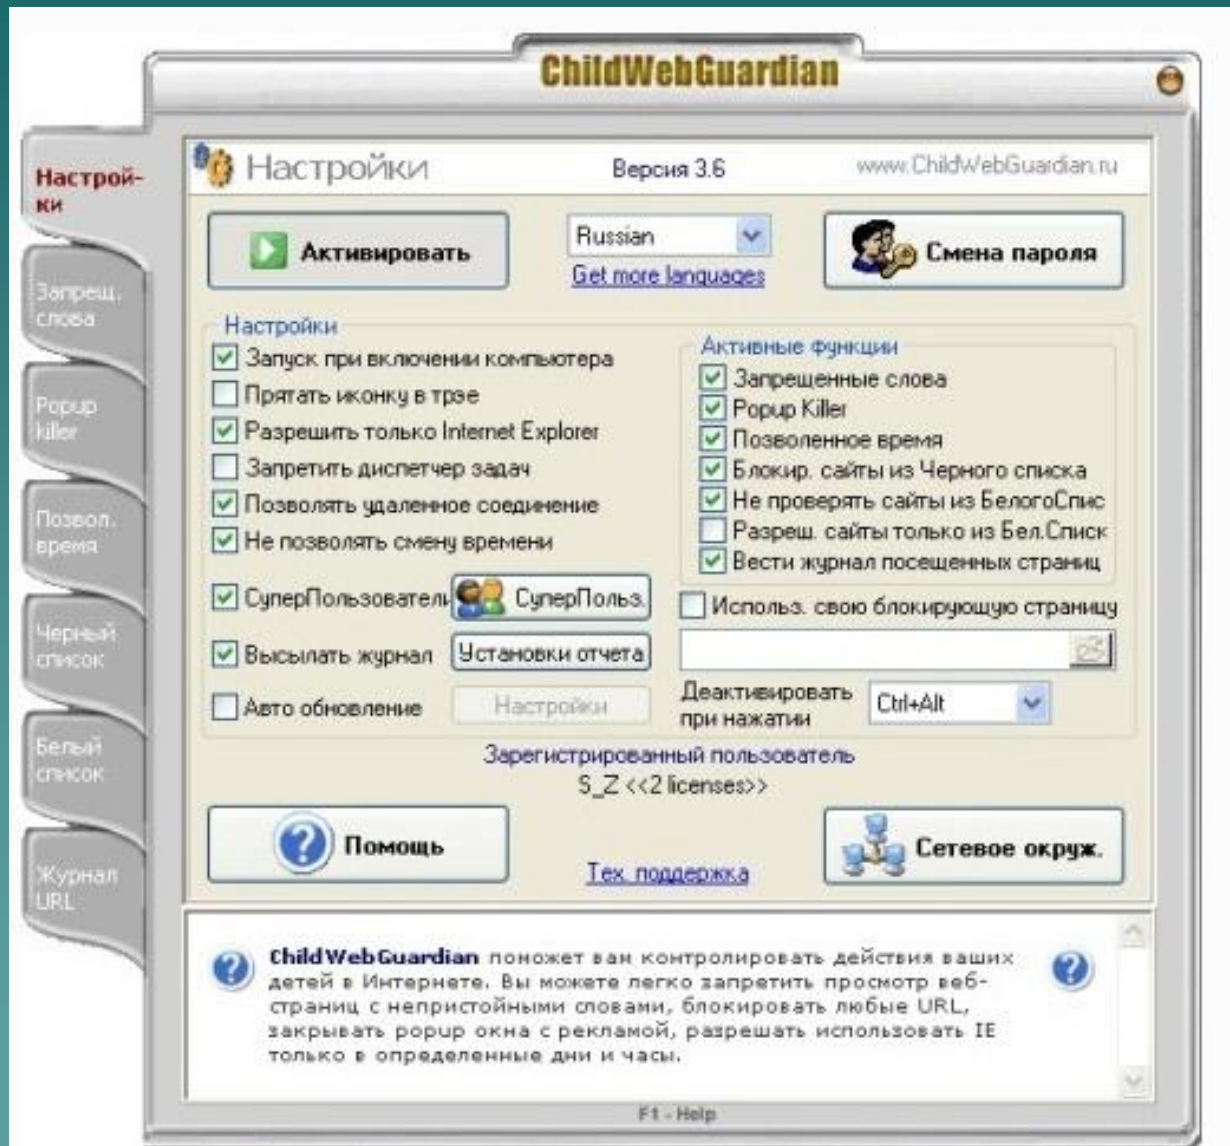 ChildWebGuardian
Настрой-
ки
Запрещ.
слова
Popup
killer
Позвол.
время
Черный
список
Белый
список
Журнал
URL
Настройки
Версия 3.6
www.ChildWebGuardian.ru
Активировать
Russian
Get more languages
Смена пароля
Настройки
Запуск при включении компьютера
Прятать иконку в трэе
Разрешить только Internet Explorer
Запретить диспетчер задач
Позволять удаленное соединение
Не позволять смену времени
СуперПользователи
СуперПольз.
Высылать журнал
Установки отчета
Авто обновление
Настройки
Активные функции
Запрещенные слова
Popup Killer
Позволенное время
Блокир. сайты из Черного списка
Не проверять сайты из БелогоСпис
Разреш. сайты только из Бел.Списк
Вести журнал посещенных страниц
Использ. свою блокирующую страницу
Деактивировать
при нажатии
Ctrl+Alt
Зарегистрированный пользователь
S_Z <<2 licenses>>
Помощь
Тех. поддержка
Сетевое окруж.
ChildWebGuardian поможет вам контролировать действия ваших
детей в Интернете. Вы можете легко запретить просмотр веб-
страниц с непристойными словами, блокировать любые URL,
закрывать popup окна с рекламой, разрешать использовать IE
только в определенные дни и часы.
F1 - Help